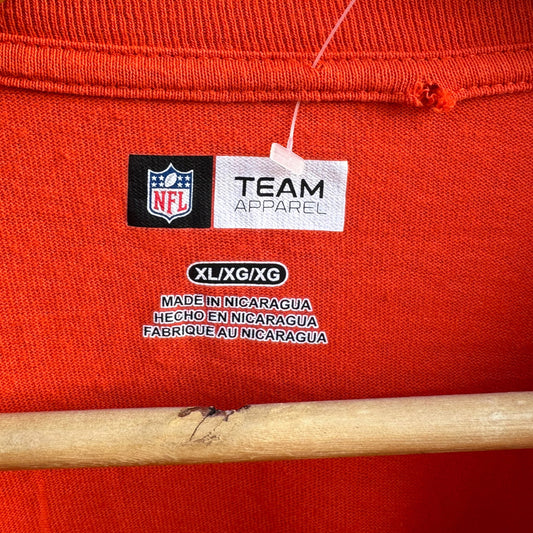 NFL
TEAM
APPAREL
XL/XG/XG
MADE IN NICARAGUA
HECHO EN NICARAGUA
FABRIQUE AU NICARAGUA